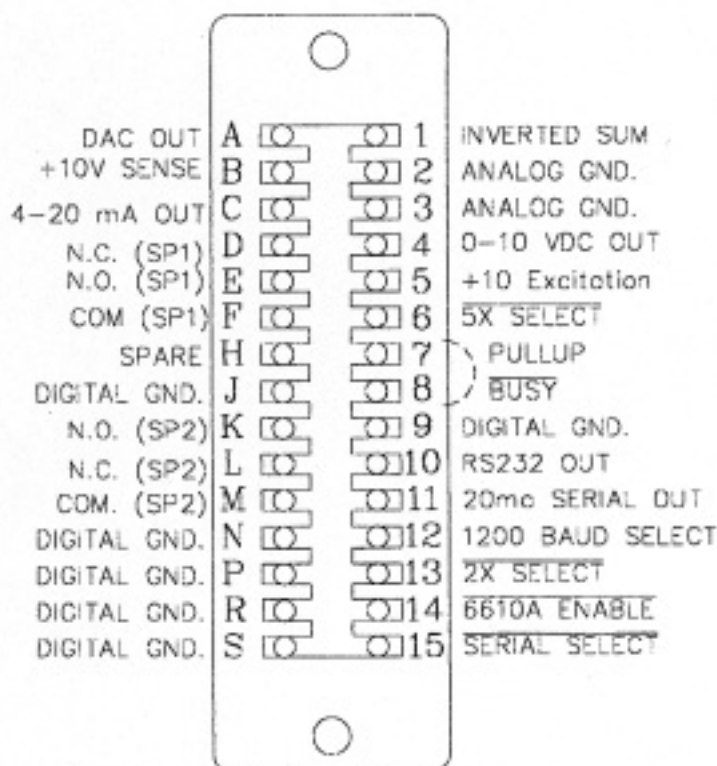 DAC OUT A 1 INVERTED SUM
+10V SENSE B 2 ANALOG GND.
4-20 mA OUT C 3 ANALOG GND.
N.C. (SP1) D 4 0-10 VDC OUT
N.O. (SP1) E 5 +10 Excitation
COM (SP1) F 6 5X SELECT
SPARE H 7 PULLUP
DIGITAL GND. J 8 BUSY
N.O. (SP2) K 9 DIGITAL GND.
N.C. (SP2) L 10 RS232 OUT
COM. (SP2) M 11 20ma SERIAL OUT
DIGITAL GND. N 12 1200 BAUD SELECT
DIGITAL GND. P 13 2X SELECT
DIGITAL GND. R 14 6610A ENABLE
DIGITAL GND. S 15 SERIAL SELECT